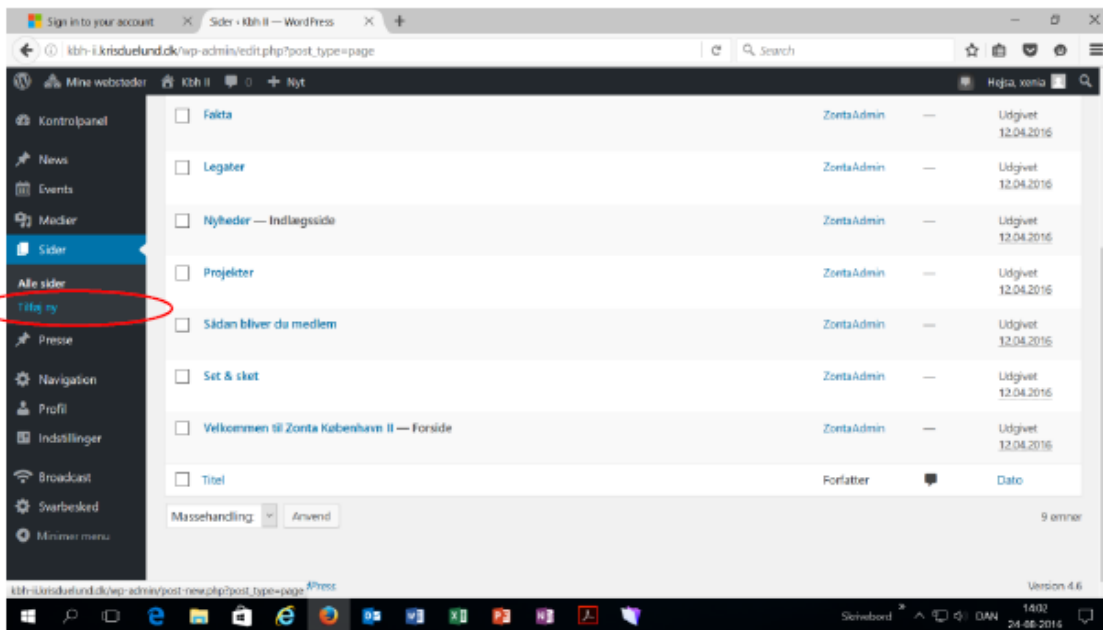 Sign in to your account
Sider ‹ Kbh II — WordPress
kbh-ii.krisduelund.dk/wp-admin/edit.php?post_type=page
Search
Mine websteder Kbh II 0 + Nyt
Hejsa, xenia
Kontrolpanel
News
Events
Medier
Sider
Alle sider
Tilføj ny
Presse
Navigation
Profil
Indstillinger
Broadcast
Svarbesked
Minimer menu
Fakta ZontaAdmin — Udgivet
12.04.2016
Legater ZontaAdmin — Udgivet
12.04.2016
Nyheder — Indlægsside ZontaAdmin — Udgivet
12.04.2016
Projekter ZontaAdmin — Udgivet
12.04.2016
Sådan bliver du medlem ZontaAdmin — Udgivet
12.04.2016
Set & sket ZontaAdmin — Udgivet
12.04.2016
Velkommen til Zonta København II — Forside ZontaAdmin — Udgivet
12.04.2016
Titel Forfatter Dato
Massehandling Anvend
9 emner
kbh-ii.krisduelund.dk/wp-admin/post-new.php?post_type=page
Version 4.6
Skrivebord DAN 14:02
24-08-2016